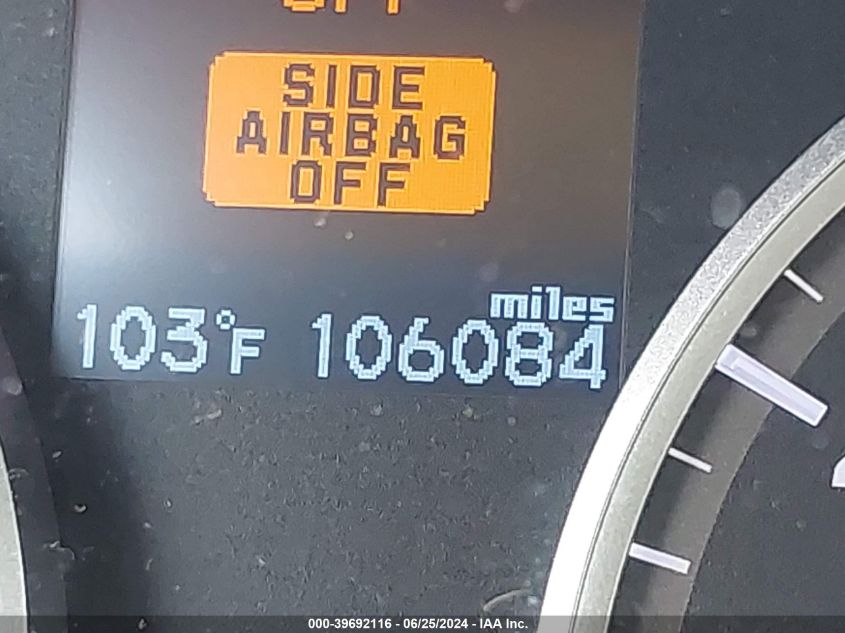 SIDE
AIRBAG
OFF
miles
103°F 106084
000-39692116 - 06/25/2024 - IAA Inc.